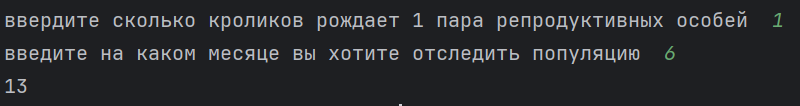 ввердите сколько кроликов рождает 1 пара репродуктивных особей 1
введите на каком месяце вы хотите отследить популяцию 6
13